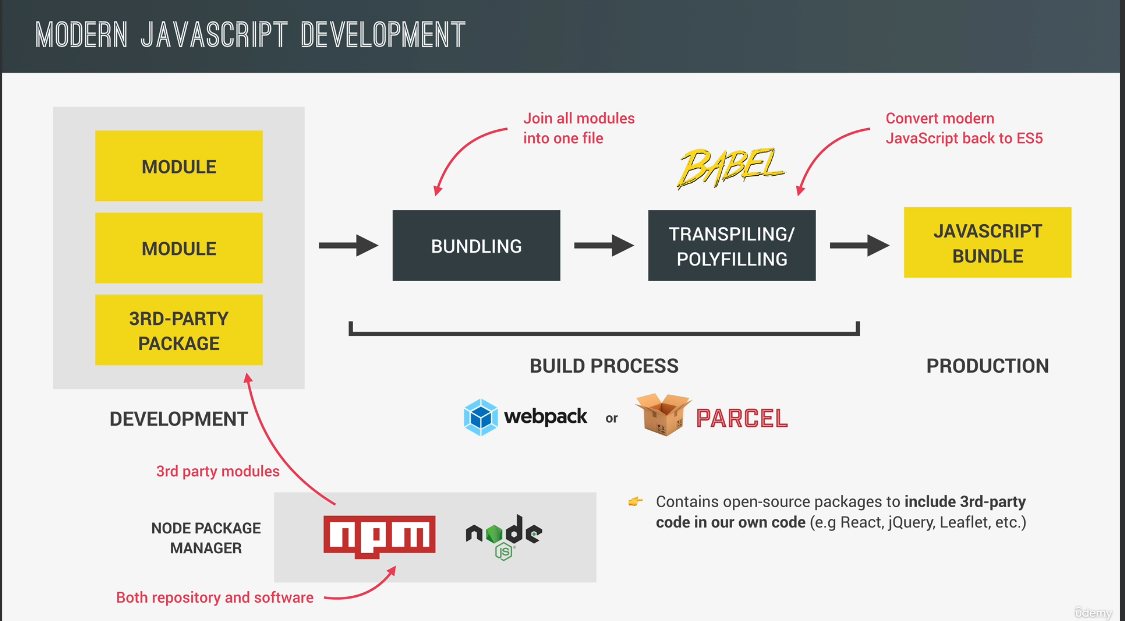 MODERN JAVASCRIPT DEVELOPMENT
Join all modules
into one file
Convert modern
JavaScript back to ES5
BABEL
MODULE
MODULE
3RD-PARTY
PACKAGE
BUNDLING
TRANSPILING/
POLYFILLING
JAVASCRIPT
BUNDLE
DEVELOPMENT
BUILD PROCESS
PRODUCTION
webpack or PARCEL
3rd party modules
NODE PACKAGE
MANAGER
npm
node
JS
Contains open-source packages to include 3rd-party
code in our own code (e.g React, jQuery, Leaflet, etc.)
Both repository and software
ûdemy